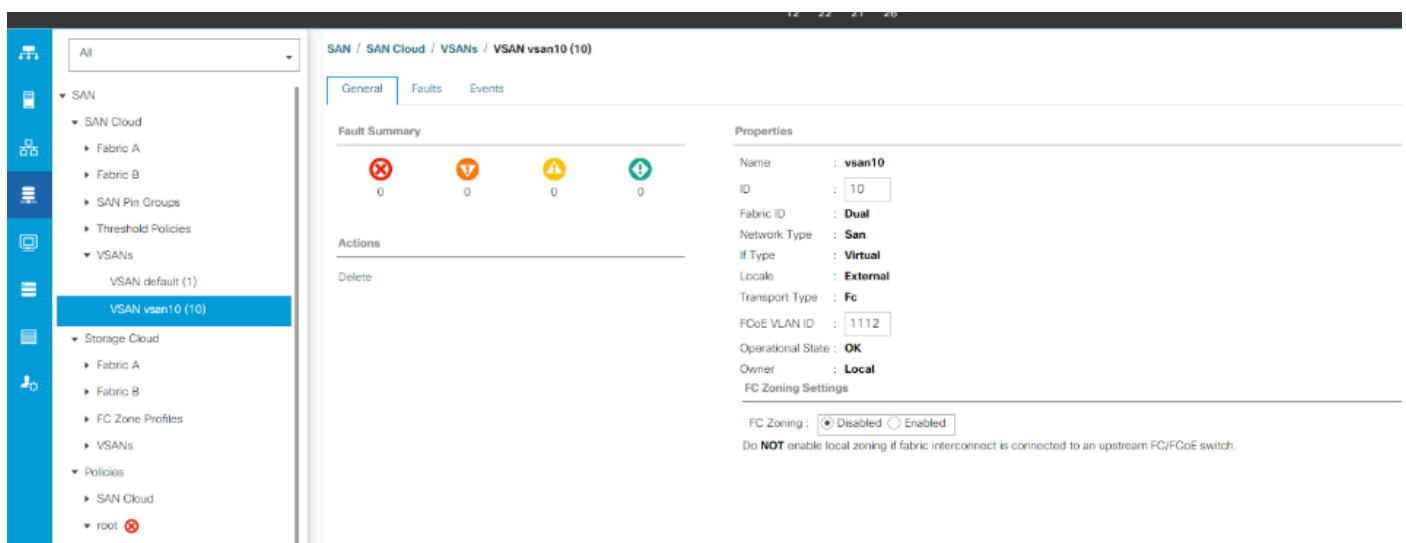 12 22 21 26
All
SAN
SAN Cloud
Fabric A
Fabric B
SAN Pin Groups
Threshold Policies
VSANs
VSAN default (1)
VSAN vsan10 (10)
Storage Cloud
Fabric A
Fabric B
FC Zone Profiles
VSANs
Policies
SAN Cloud
root
SAN / SAN Cloud / VSANs / VSAN vsan10 (10)
General Faults Events
Fault Summary
0 0 0 0
Actions
Delete
Properties
Name : vsan10
ID : 10
Fabric ID : Dual
Network Type : San
If Type : Virtual
Locale : External
Transport Type : Fc
FCoE VLAN ID : 1112
Operational State : OK
Owner : Local
FC Zoning Settings
FC Zoning : Disabled Enabled
Do NOT enable local zoning if fabric interconnect is connected to an upstream FC/FCoE switch.